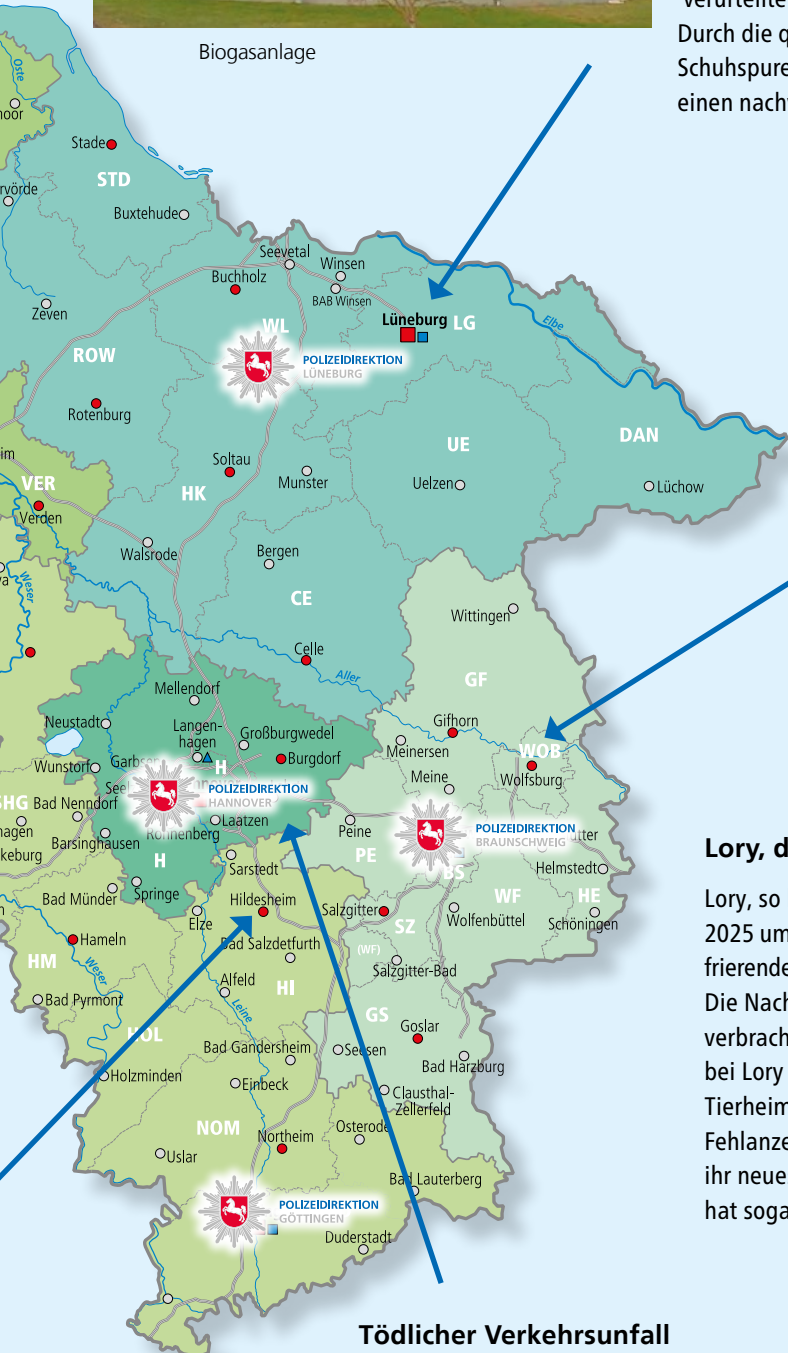 Biogasanlage
Durch die
Schuhspure
einen
Oste
Stade
STD
Buxtehude
Seevetal
Winsen
Buchholz
BAB Winsen
Zeven
Lüneburg
LG
WL
Elbe
ROW
POLIZEIDIREKTION
LÜNEBURG
Rotenburg
DAN
UE
Soltau
VER
Munster
Uelzen
Lüchow
HK
Verden
Walsrode
Bergen
Weser
CE
Wittingen
Celle
Aller
GF
Mellendorf
Neustadt
Langen-
hagen
Großburgwedel
Gifhorn
Meinersen
WOB
Wunstorf
H
Burgdorf
Meine
Wolfsburg
POLIZEIDIREKTION
HANNOVER
Bad Nenndorf
Laatzen
Peine
POLIZEIDIREKTION
BRAUNSCHWEIG
Barsinghausen
Ronnenberg
PE
BS
Lory,
H
Sarstedt
Helmstedt
Bad Münder
Springe
Hildesheim
Salzgitter
WF
HE
Lory, so
Elze
SZ
Wolfenbüttel
Schöningen
2025 um
Hameln
Bad Salzdetfurth
(WF)
frierende
HM
Weser
Salzgitter-Bad
Alfeld
HI
Die Nach
Bad Pyrmont
Leine
GS
verbrach
HOL
Goslar
Bad Gandersheim
Seesen
Bad Harzburg
bei Lory
Holzminden
Einbeck
Clausthal-
Zellerfeld
Tierheim
NOM
Osterode
Fehlanze
Northeim
Uslar
ihr neue
Bad Lauterberg
POLIZEIDIREKTION
GÖTTINGEN
hat soga
Duderstadt
Tödlicher Verkehrsunfall